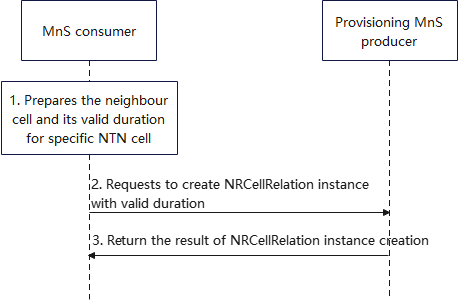 MnS consumer
Provisioning MnS
producer
1. Prepares the neighbour
cell and its valid duration
for specific NTN cell
2. Requests to create NRCellRelation instance
with valid duration
3. Return the result of NRCellRelation instance creation